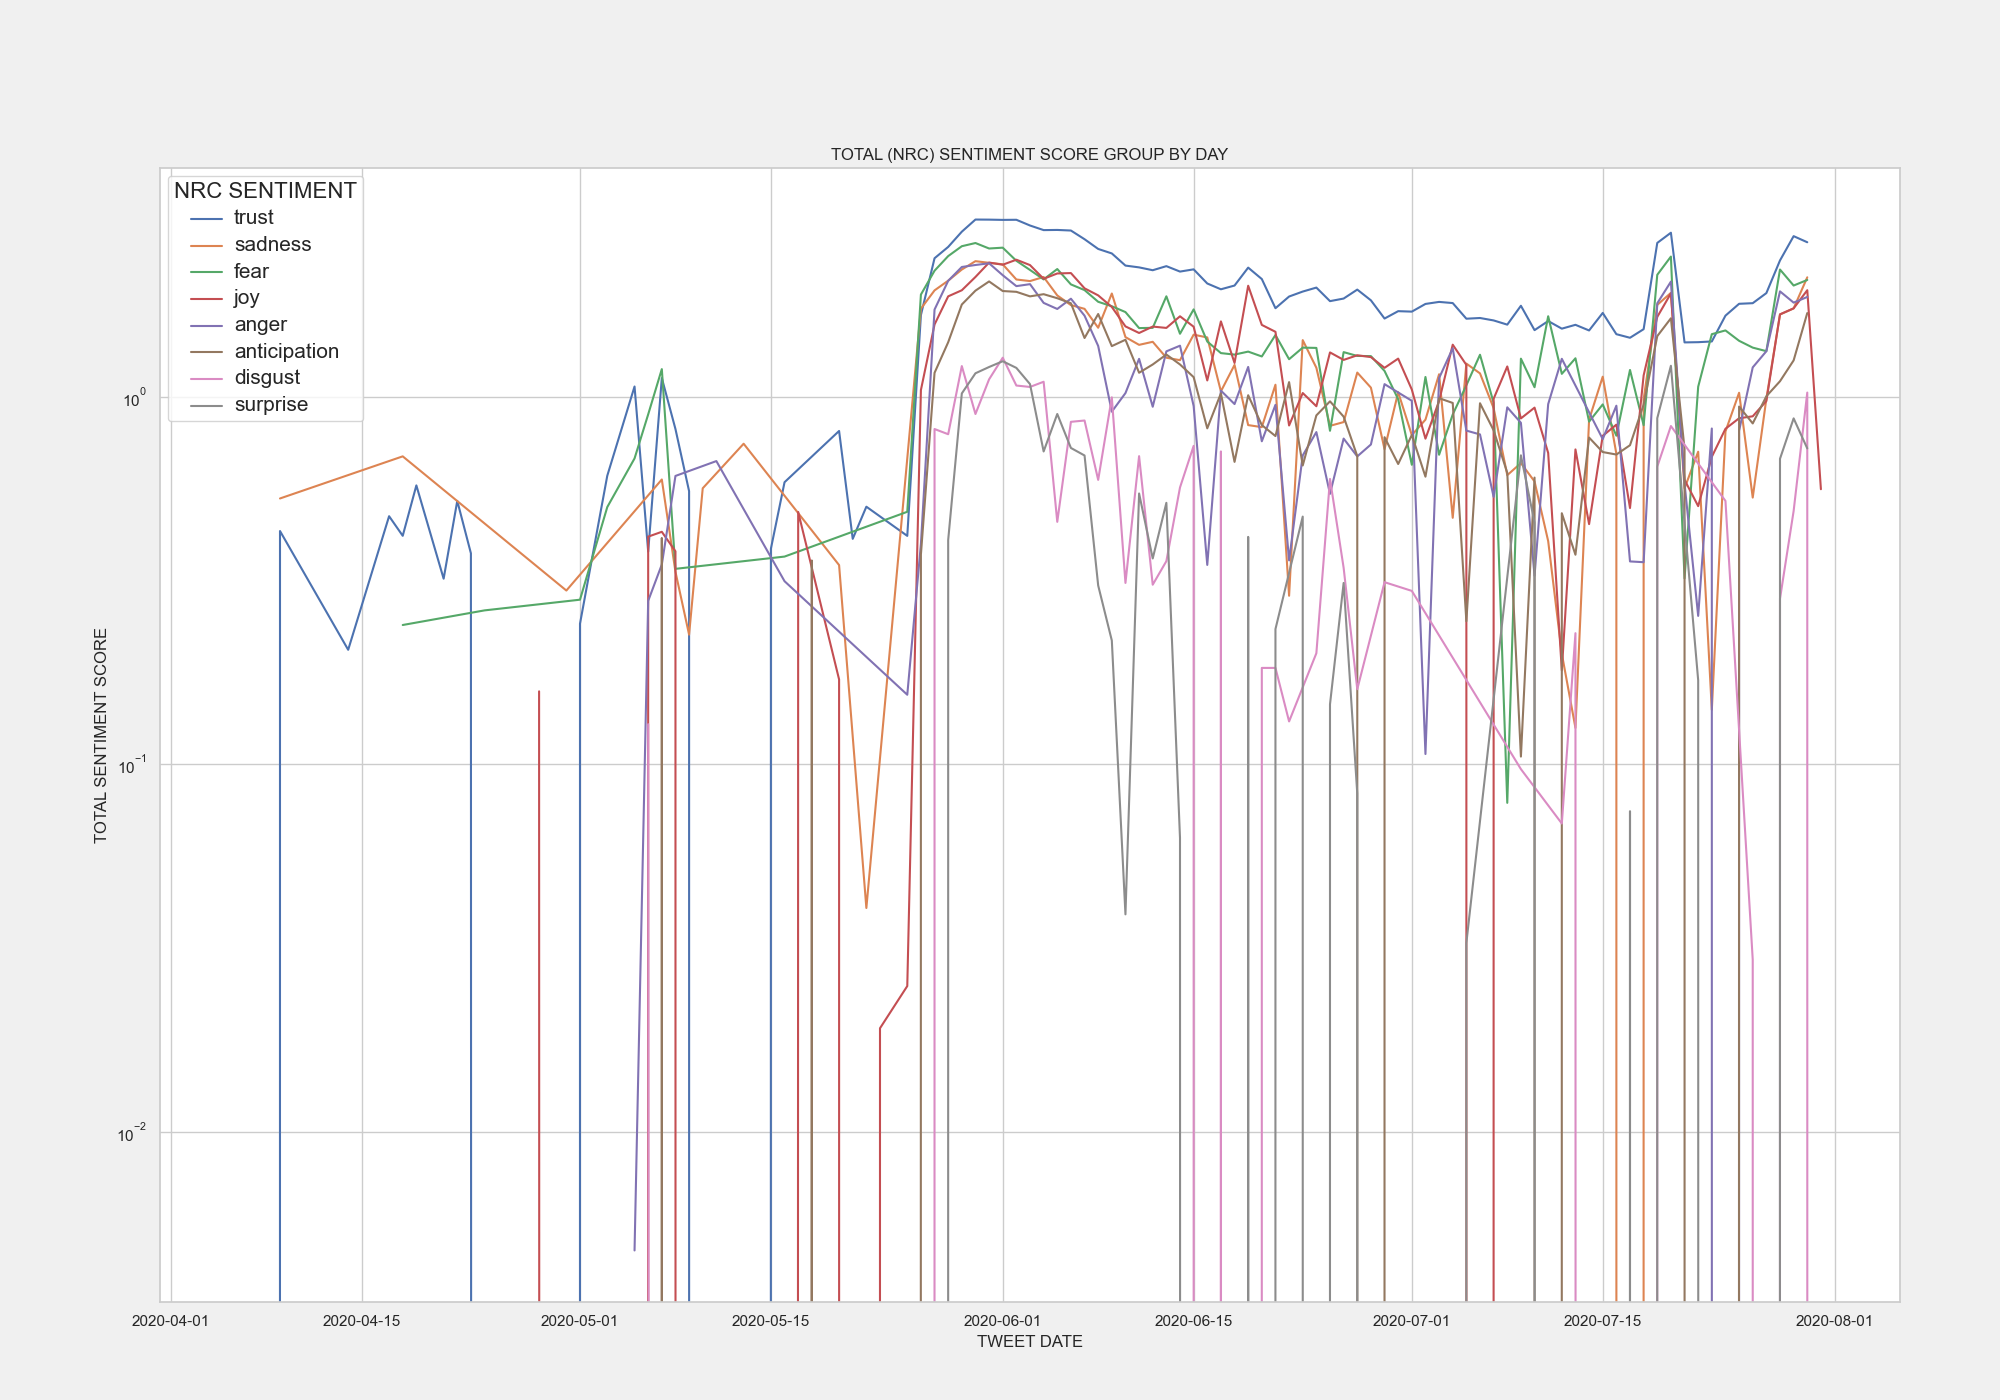 TOTAL (NRC) SENTIMENT SCORE GROUP BY DAY
NRC SENTIMENT
trust
sadness
fear
joy
anger
anticipation
disgust
surprise
10⁰
10⁻¹
10⁻²
TOTAL SENTIMENT SCORE
2020-04-01 2020-04-15 2020-05-01 2020-05-15 2020-06-01 2020-06-15 2020-07-01 2020-07-15 2020-08-01
TWEET DATE